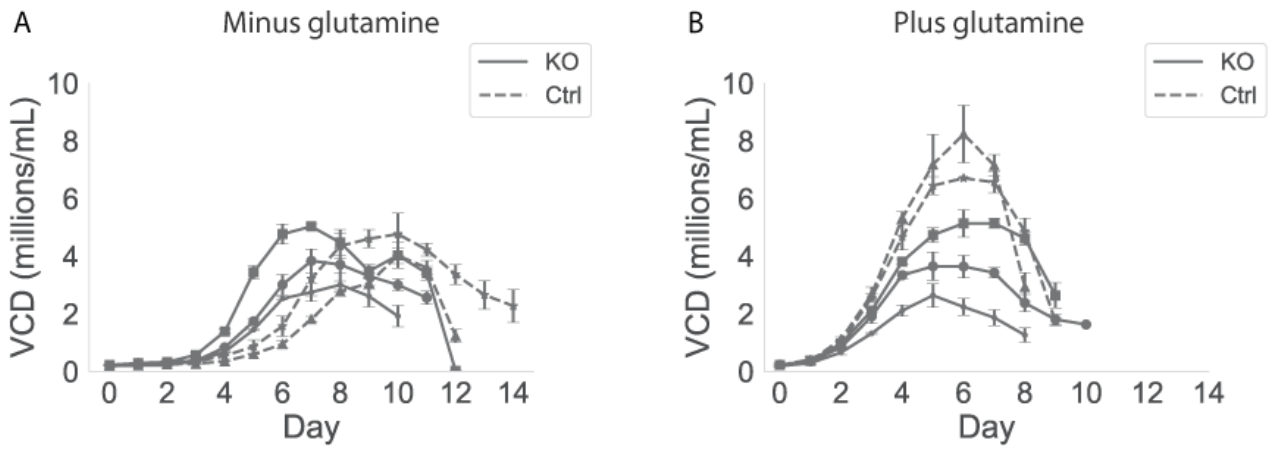 A Minus glutamine
KO
Ctrl
VCD (millions/mL)
10
8
6
4
2
0
0 2 4 6 8 10 12 14
Day
B Plus glutamine
KO
Ctrl
VCD (millions/mL)
10
8
6
4
2
0
0 2 4 6 8 10 12 14
Day